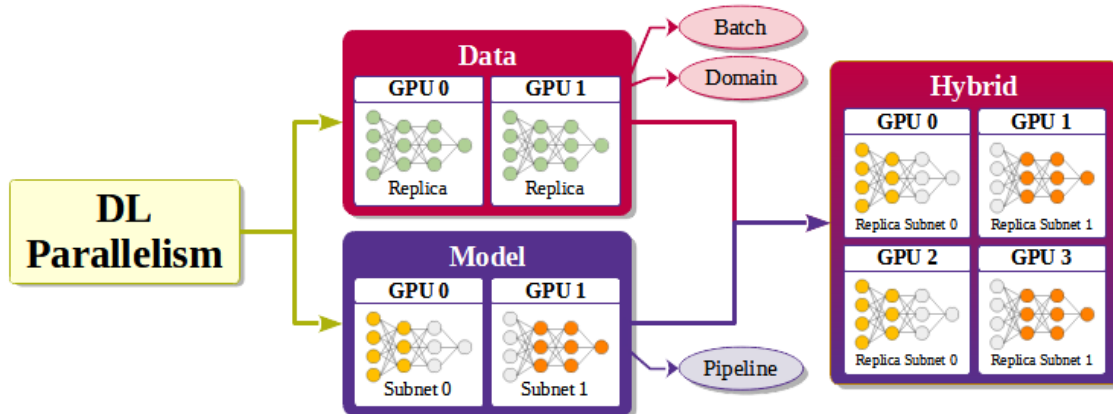 DL
Parallelism
Data
GPU 0
GPU 1
Replica
Replica
Batch
Domain
Model
GPU 0
GPU 1
Subnet 0
Subnet 1
Pipeline
Hybrid
GPU 0
GPU 1
Replica Subnet 0
Replica Subnet 1
GPU 2
GPU 3
Replica Subnet 0
Replica Subnet 1